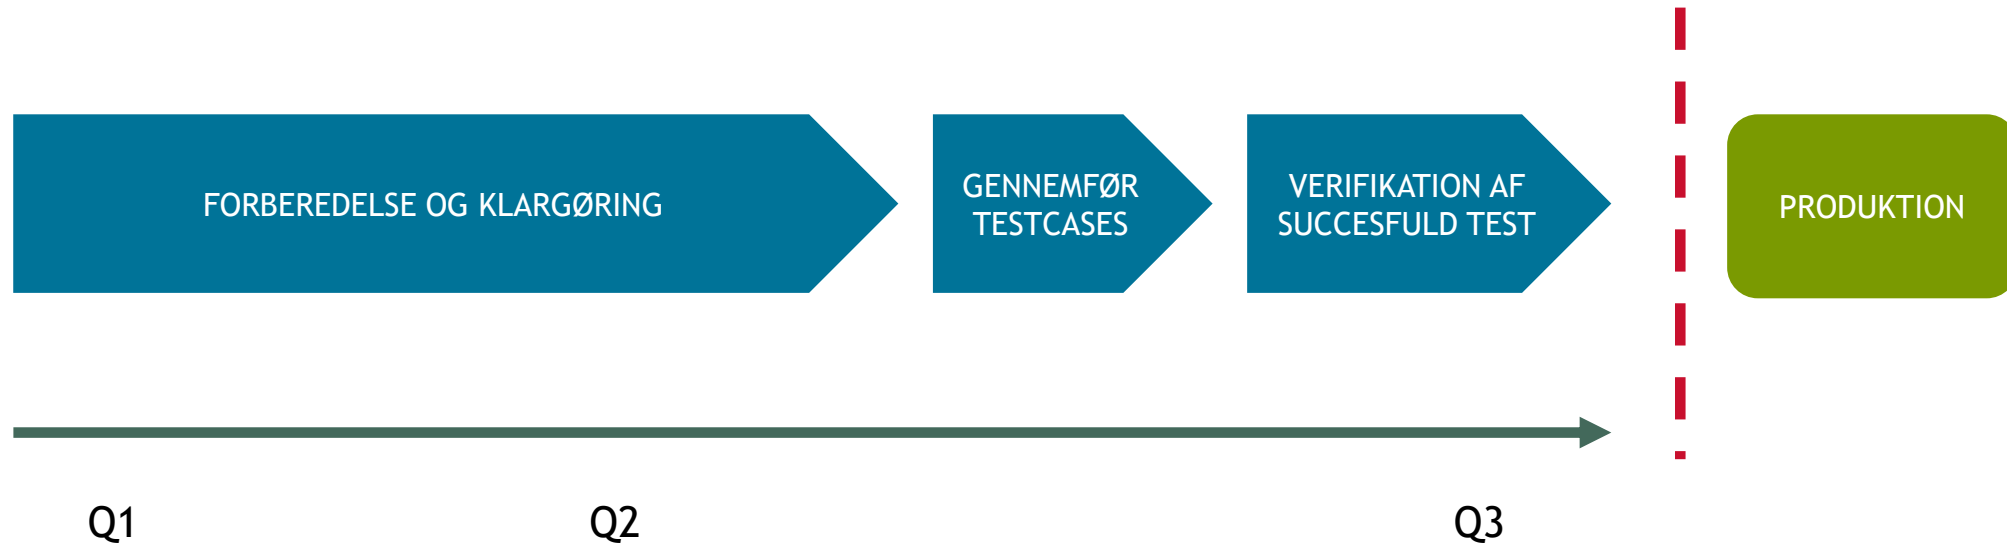 FORBEREDELSE OG KLARGØRING
GENNEMFØR
TESTCASES
VERIFIKATION AF
SUCCESFULD TEST
PRODUKTION
Q1
Q2
Q3